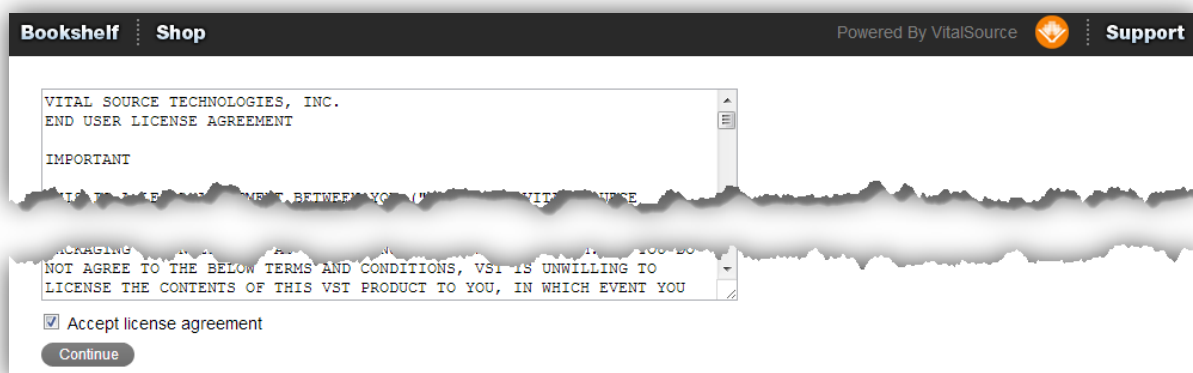 Bookshelf Shop Powered By VitalSource Support
VITAL SOURCE TECHNOLOGIES, INC.
END USER LICENSE AGREEMENT
IMPORTANT
BETWEEN
NOT AGREE TO THE BELOW TERMS AND CONDITIONS, VST IS UNWILLING TO
LICENSE THE CONTENTS OF THIS VST PRODUCT TO YOU, IN WHICH EVENT YOU
Accept license agreement
Continue